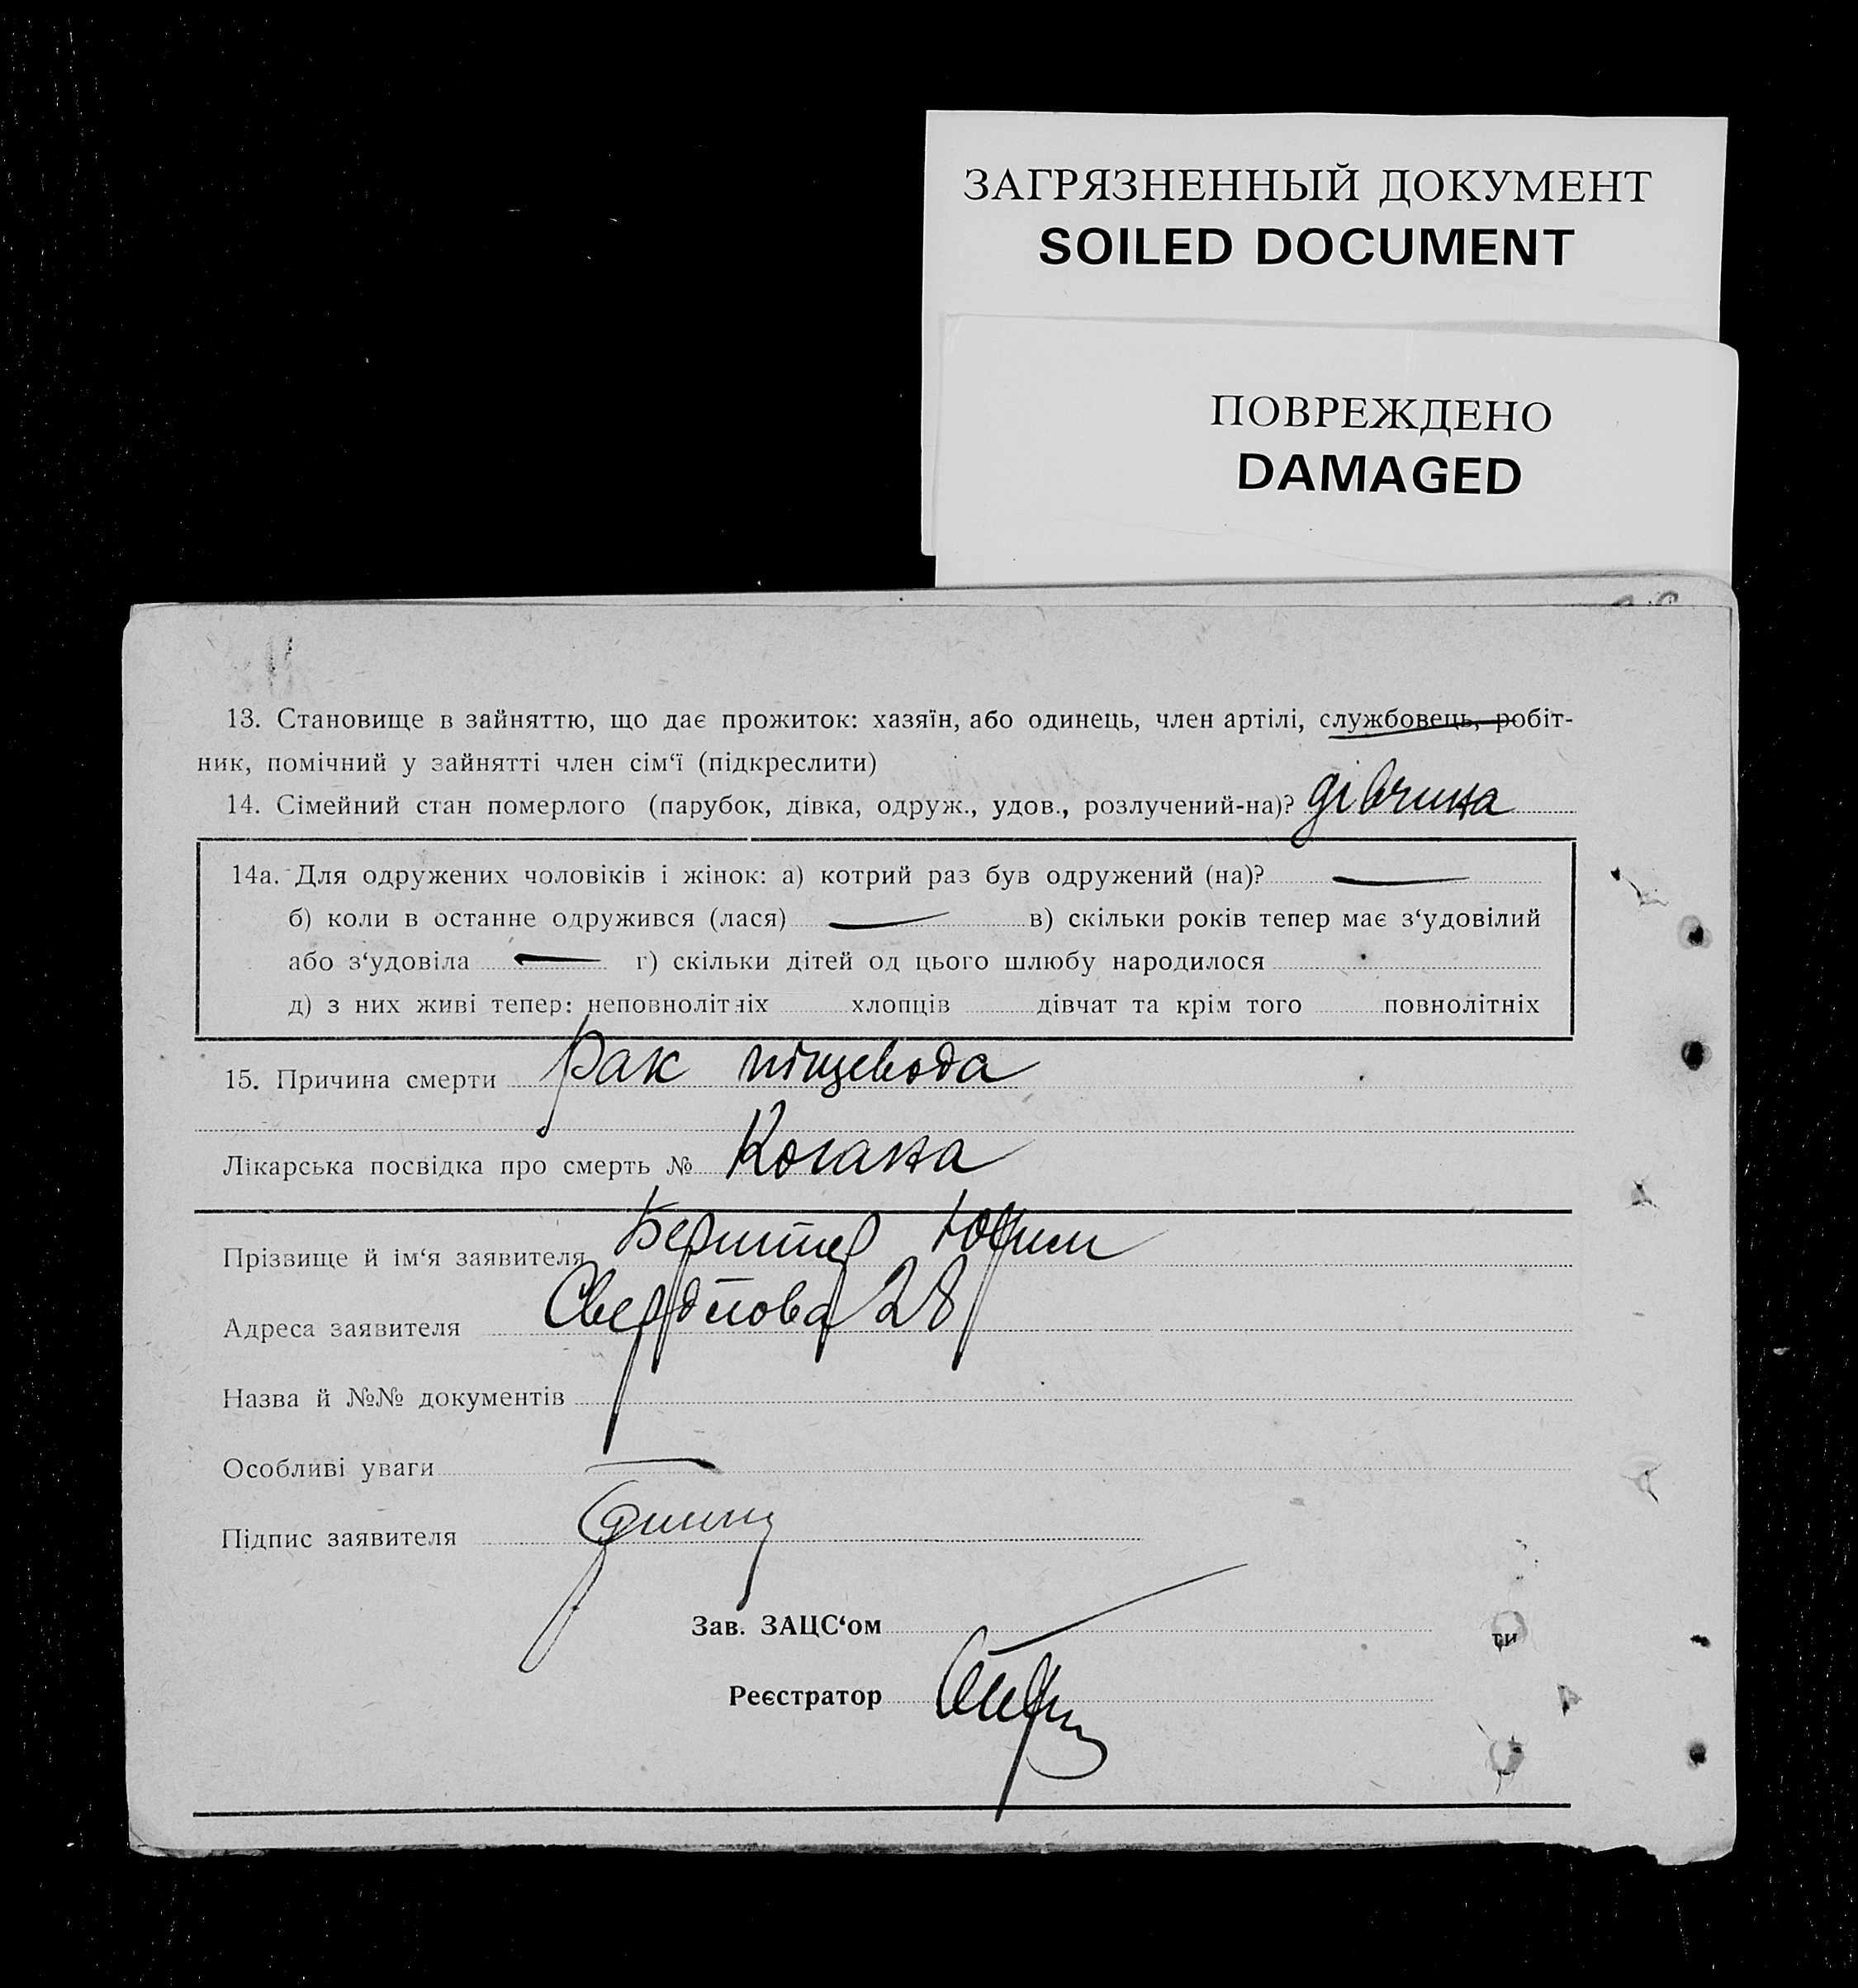 ЗАГРЯЗНЕННЫЙ ДОКУМЕНТ
SOILED DOCUMENT
ПОВРЕЖДЕНО
DAMAGED
13. Становище в зайняттю, що дає прожиток: хазяїн, або одинець, член артілі, службовець, робіт-
ник, помічний у зайнятті член сім‘ї (підкреслити)
14. Сімейний стан померлого (парубок, дівка, одруж., удов., розлучений-на)? дівчина
14а. Для одружених чоловіків і жінок: а) котрий раз був одружений (на)? —
б) коли в останне одружився (лася) — в) скільки років тепер має з‘удовілий
або з‘удовіла — г) скільки дітей од цього шлюбу народилося
д) з них живі тепер: неповнолітніх хлопців дівчат та крім того повнолітніх
15. Причина смерти Рак піщевода
Лікарська посвідка про смерть № Когана
Прізвище й ім‘я заявителя
Адреса заявителя Свердлова 28
Назва й №№ документів
Особливі уваги —
Підпис заявителя
Зав. ЗАЦС‘ом
Реєстратор
ти